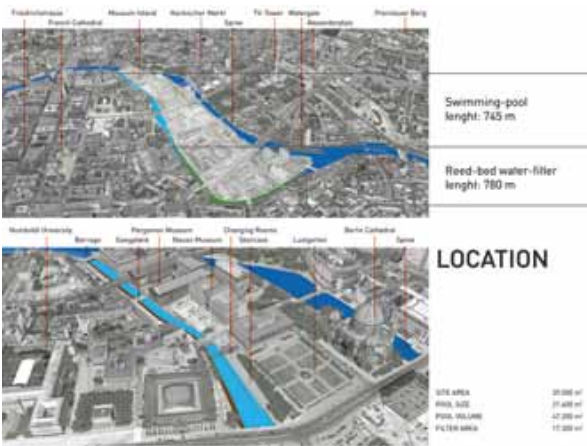 Friedrichstrasse Museum Island Hackescher Markt TV Tower Watergate Prenzlauer Berg
French Cathedral Spree Alexanderplatz
Swimming-pool
lenght: 745 m
Reed-bed water-filter
lenght: 780 m
Humboldt University Pergamon Museum Changing Rooms Berlin Cathedral
Barrage Gangplank Neues Museum Staircase Lustgarten Spree
LOCATION
SITE AREA
POOL SIZE
POOL VOLUME
FILTER AREA